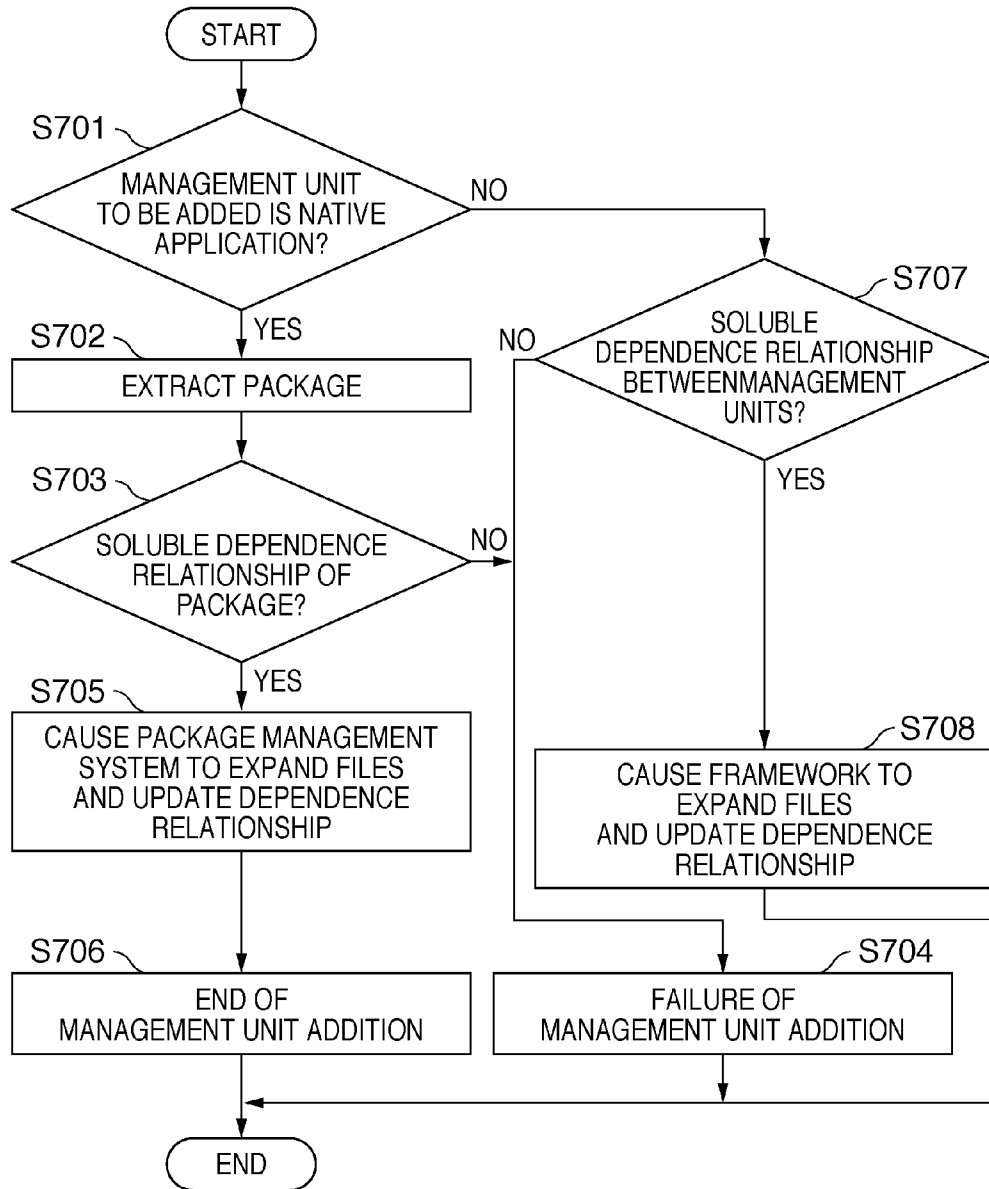 START
S701
MANAGEMENT UNIT
TO BE ADDED IS NATIVE
APPLICATION?
NO
YES
S702
EXTRACT PACKAGE
S703
SOLUBLE DEPENDENCE
RELATIONSHIP OF
PACKAGE?
NO
YES
S705
CAUSE PACKAGE MANAGEMENT
SYSTEM TO EXPAND FILES
AND UPDATE DEPENDENCE
RELATIONSHIP
S706
END OF
MANAGEMENT UNIT ADDITION
S707
SOLUBLE
DEPENDENCE RELATIONSHIP
BETWEENMANAGEMENT
UNITS?
NO
YES
S708
CAUSE FRAMEWORK TO
EXPAND FILES
AND UPDATE DEPENDENCE
RELATIONSHIP
S704
FAILURE OF
MANAGEMENT UNIT ADDITION
END